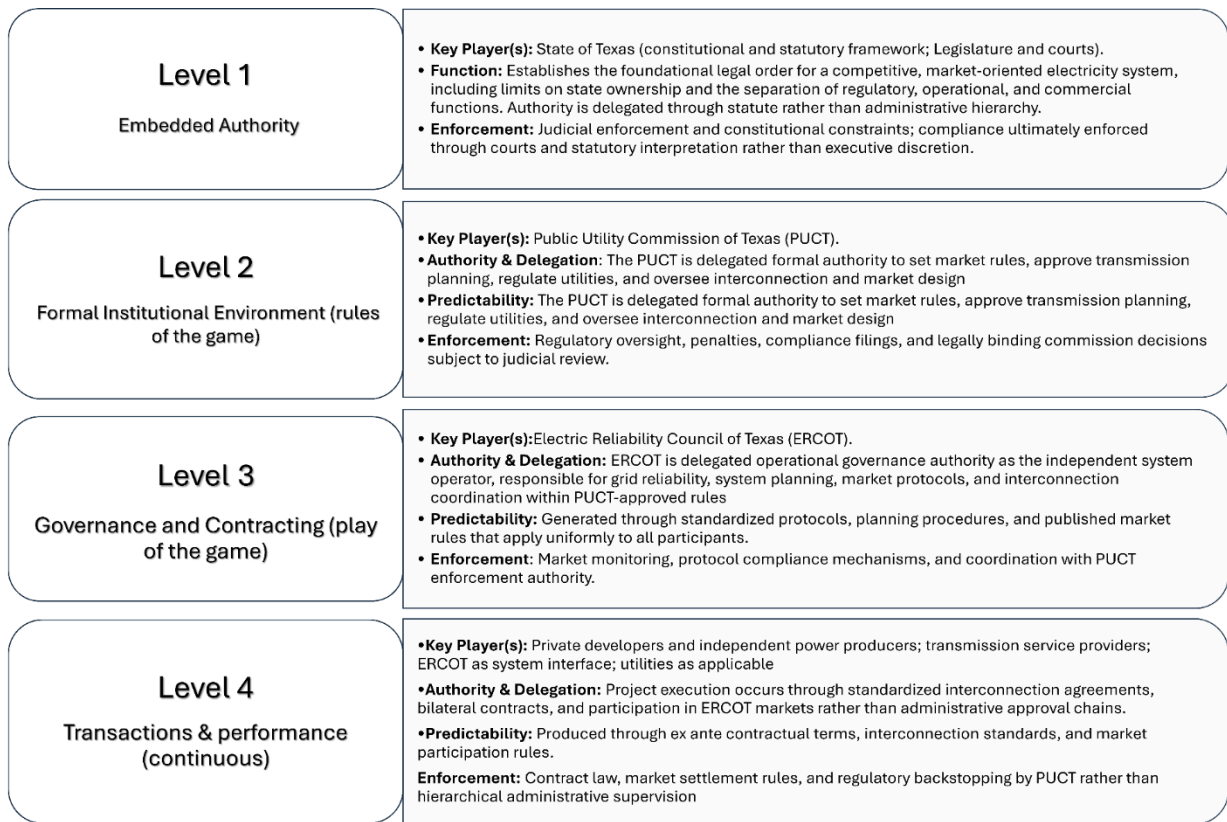 Level 1
Embedded Authority
• Key Player(s): State of Texas (constitutional and statutory framework; Legislature and courts).
• Function: Establishes the foundational legal order for a competitive, market-oriented electricity system,
including limits on state ownership and the separation of regulatory, operational, and commercial
functions. Authority is delegated through statute rather than administrative hierarchy.
• Enforcement: Judicial enforcement and constitutional constraints; compliance ultimately enforced
through courts and statutory interpretation rather than executive discretion.
Level 2
Formal Institutional Environment (rules
of the game)
•Key Player(s): Public Utility Commission of Texas (PUCT).
•Authority & Delegation: The PUCT is delegated formal authority to set market rules, approve transmission
planning, regulate utilities, and oversee interconnection and market design
•Predictability: The PUCT is delegated formal authority to set market rules, approve transmission planning,
regulate utilities, and oversee interconnection and market design
•Enforcement: Regulatory oversight, penalties, compliance filings, and legally binding commission decisions
subject to judicial review.
Level 3
Governance and Contracting (play
of the game)
• Key Player(s):Electric Reliability Council of Texas (ERCOT).
• Authority & Delegation: ERCOT is delegated operational governance authority as the independent system
operator, responsible for grid reliability, system planning, market protocols, and interconnection
coordination within PUCT-approved rules
• Predictability: Generated through standardized protocols, planning procedures, and published market
rules that apply uniformly to all participants.
• Enforcement: Market monitoring, protocol compliance mechanisms, and coordination with PUCT
enforcement authority.
Level 4
Transactions & performance
(continuous)
•Key Player(s): Private developers and independent power producers; transmission service providers;
ERCOT as system interface; utilities as applicable
•Authority & Delegation: Project execution occurs through standardized interconnection agreements,
bilateral contracts, and participation in ERCOT markets rather than administrative approval chains.
•Predictability: Produced through ex ante contractual terms, interconnection standards, and market
participation rules.
Enforcement: Contract law, market settlement rules, and regulatory backstopping by PUCT rather than
hierarchical administrative supervision